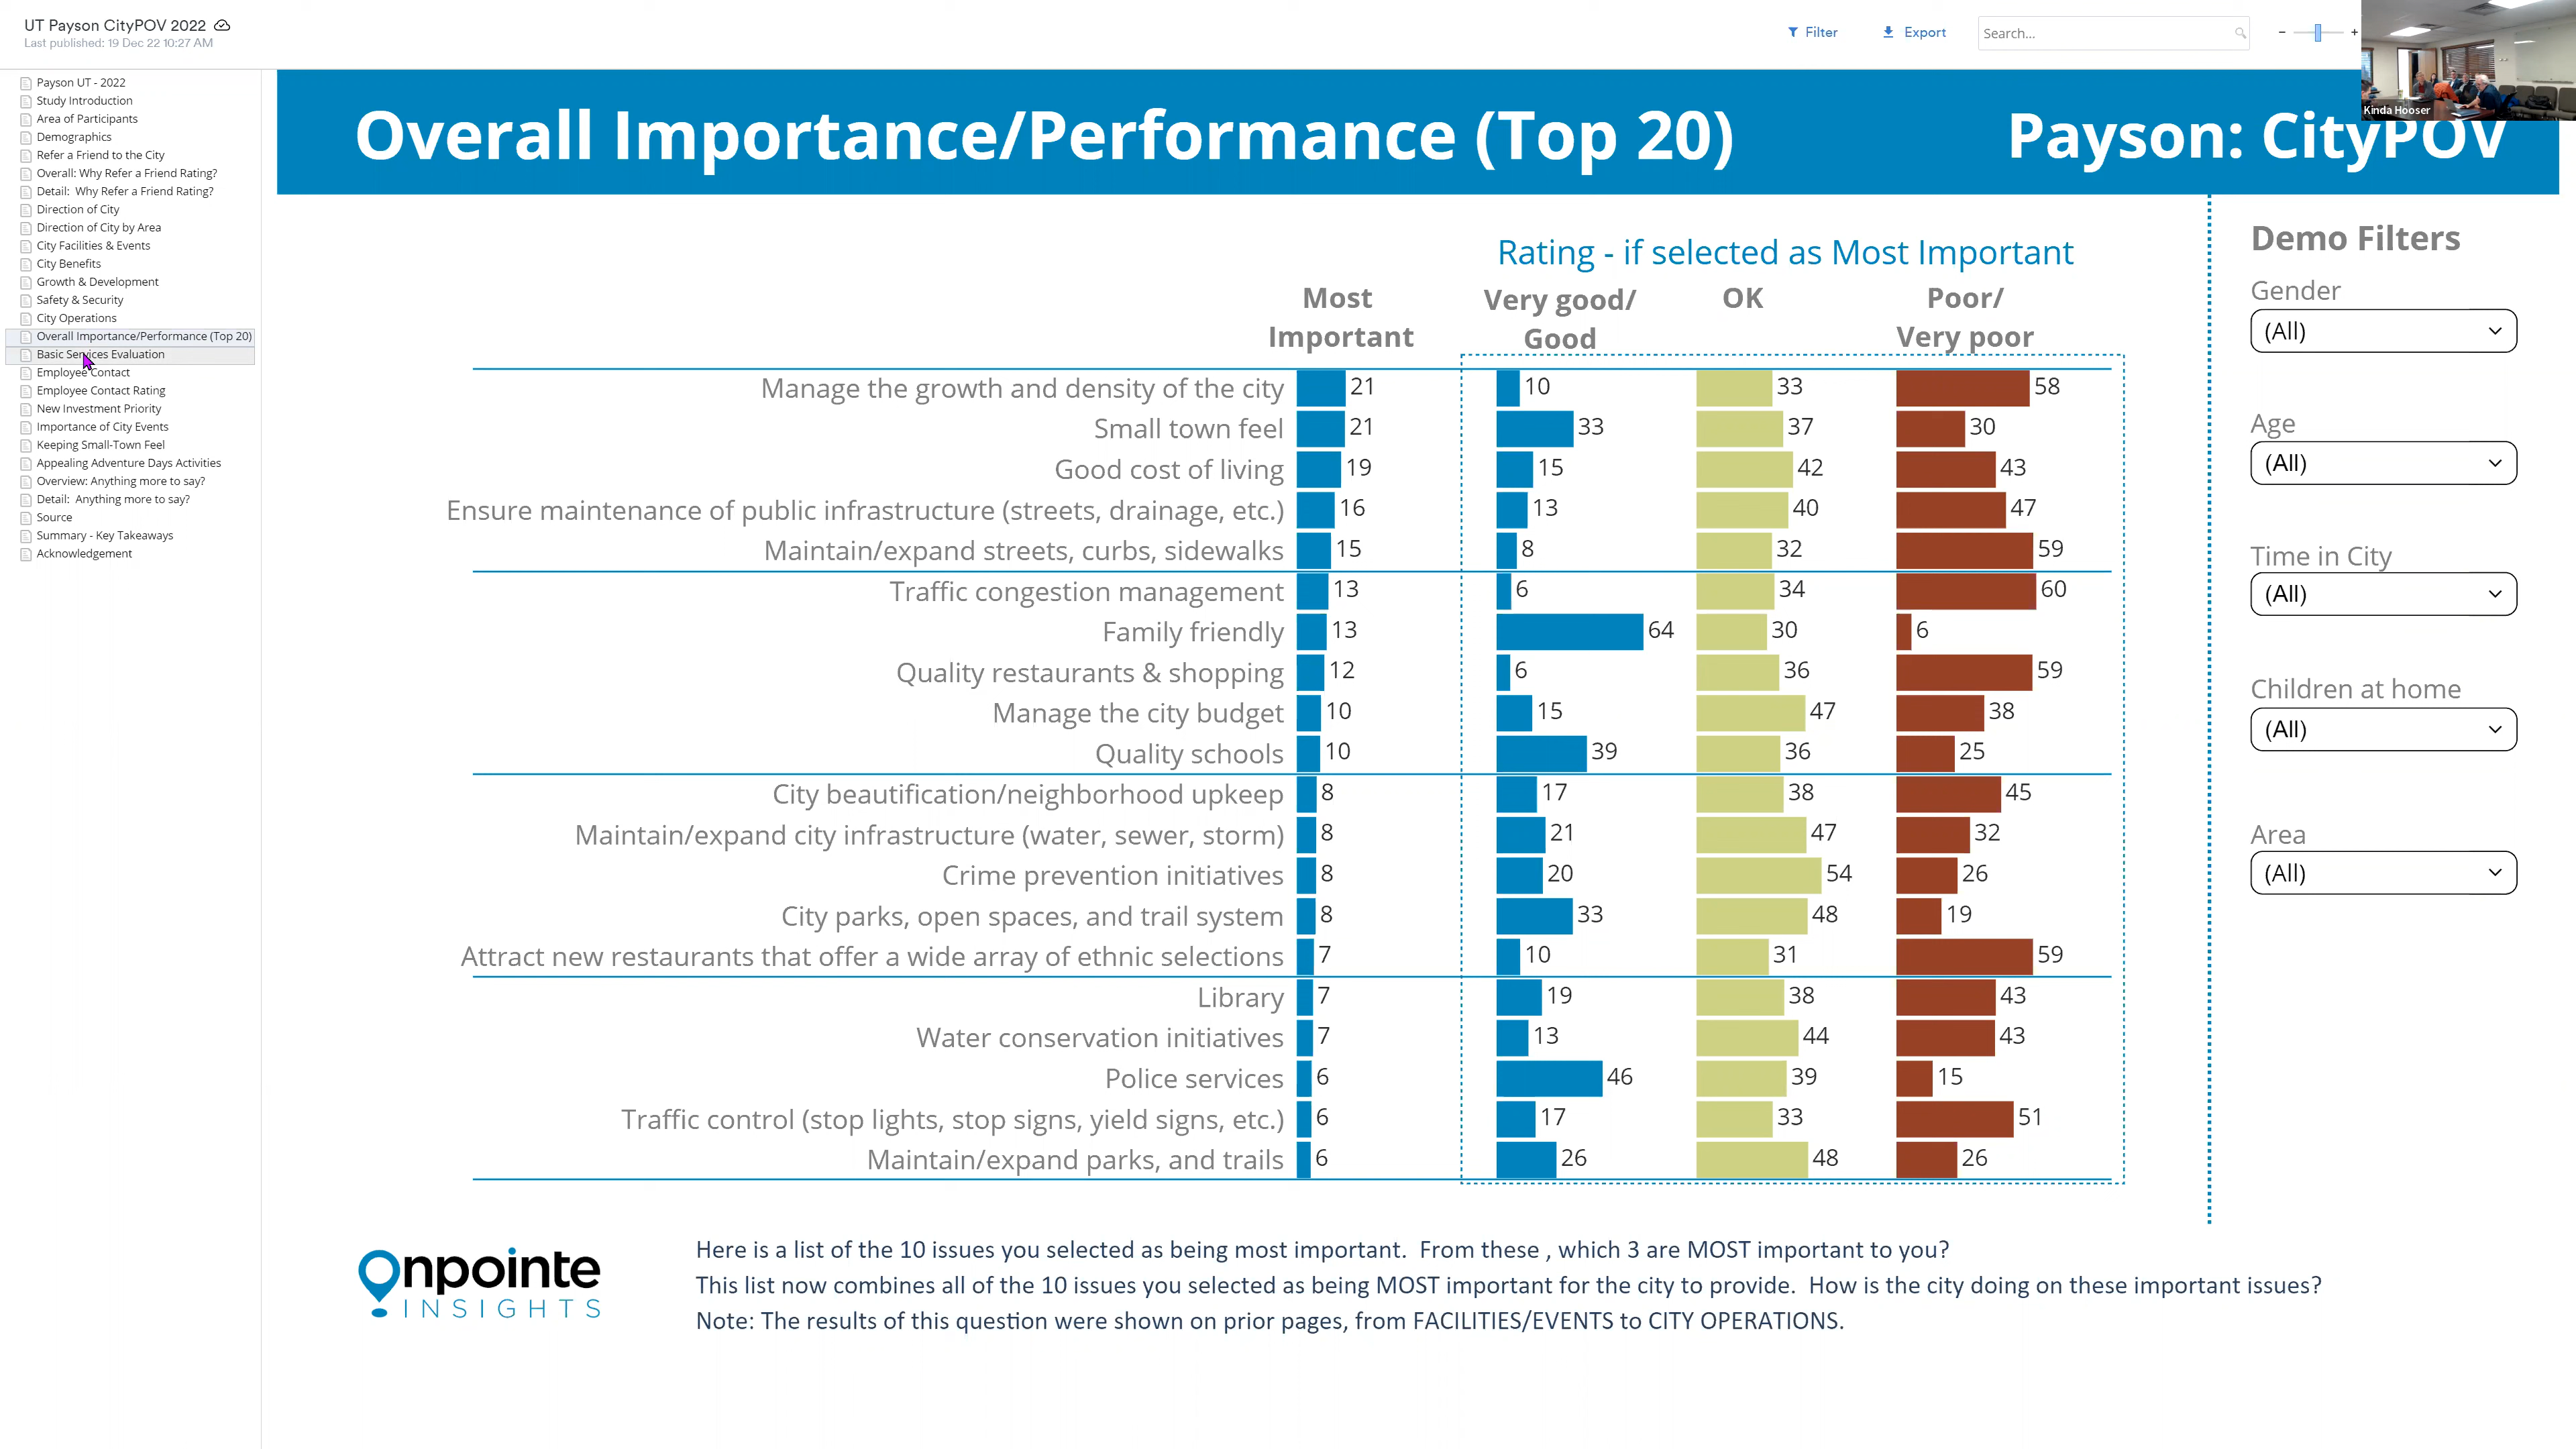 UT Payson CityPOV 2022
Last published: 19 Dec 22 10:27 AM
Filter
Export
Search...
Kinda Hooser
Payson UT - 2022
Study Introduction
Area of Participants
Demographics
Refer a Friend to the City
Overall: Why Refer a Friend Rating?
Detail: Why Refer a Friend Rating?
Direction of City
Direction of City by Area
City Facilities & Events
City Benefits
Growth & Development
Safety & Security
City Operations
Overall Importance/Performance (Top 20)
Basic Services Evaluation
Employee Contact
Employee Contact Rating
New Investment Priority
Importance of City Events
Keeping Small-Town Feel
Appealing Adventure Days Activities
Overview: Anything more to say?
Detail: Anything more to say?
Source
Summary - Key Takeaways
Acknowledgement
Overall Importance/Performance (Top 20)
Payson: CityPOV
Rating - if selected as Most Important
Most Important
Very good/ Good
OK
Poor/ Very poor
Manage the growth and density of the city 21 10 33 58
Small town feel 21 33 37 30
Good cost of living 19 15 42 43
Ensure maintenance of public infrastructure (streets, drainage, etc.) 16 13 40 47
Maintain/expand streets, curbs, sidewalks 15 8 32 59
Traffic congestion management 13 6 34 60
Family friendly 13 64 30 6
Quality restaurants & shopping 12 6 36 59
Manage the city budget 10 15 47 38
Quality schools 10 39 36 25
City beautification/neighborhood upkeep 8 17 38 45
Maintain/expand city infrastructure (water, sewer, storm) 8 21 47 32
Crime prevention initiatives 8 20 54 26
City parks, open spaces, and trail system 8 33 48 19
Attract new restaurants that offer a wide array of ethnic selections 7 10 31 59
Library 7 19 38 43
Water conservation initiatives 7 13 44 43
Police services 6 46 39 15
Traffic control (stop lights, stop signs, yield signs, etc.) 6 17 33 51
Maintain/expand parks, and trails 6 26 48 26
Demo Filters
Gender
(All)
Age
(All)
Time in City
(All)
Children at home
(All)
Area
(All)
Onpointe
INSIGHTS
Here is a list of the 10 issues you selected as being most important. From these , which 3 are MOST important to you?
This list now combines all of the 10 issues you selected as being MOST important for the city to provide. How is the city doing on these important issues?
Note: The results of this question were shown on prior pages, from FACILITIES/EVENTS to CITY OPERATIONS.